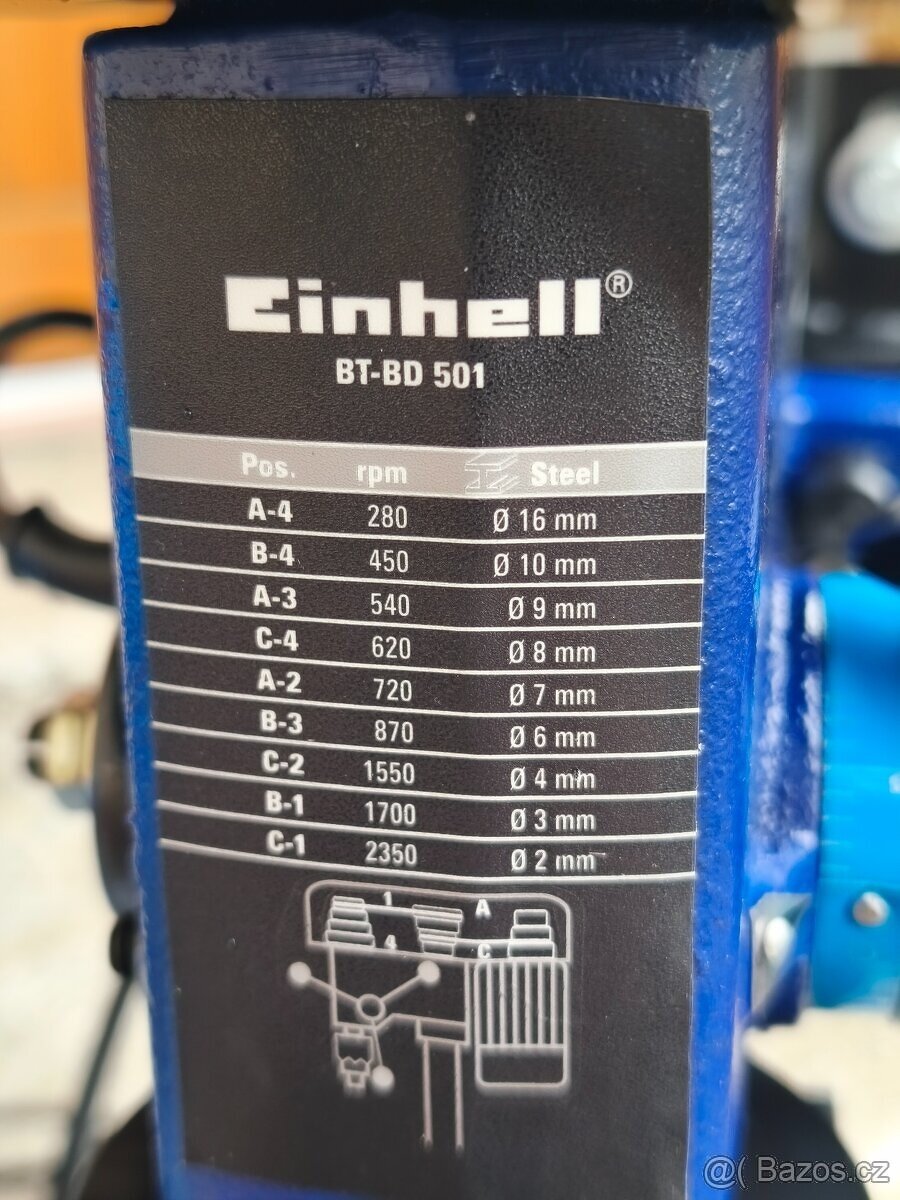 Einhell®
BT-BD 501
Pos. rpm Steel
A-4 280 Ø 16 mm
B-4 450 Ø 10 mm
A-3 540 Ø 9 mm
C-4 620 Ø 8 mm
A-2 720 Ø 7 mm
B-3 870 Ø 6 mm
C-2 1550 Ø 4 mm
B-1 1700 Ø 3 mm
C-1 2350 Ø 2 mm
1 A
4 C
@( Bazos.cz